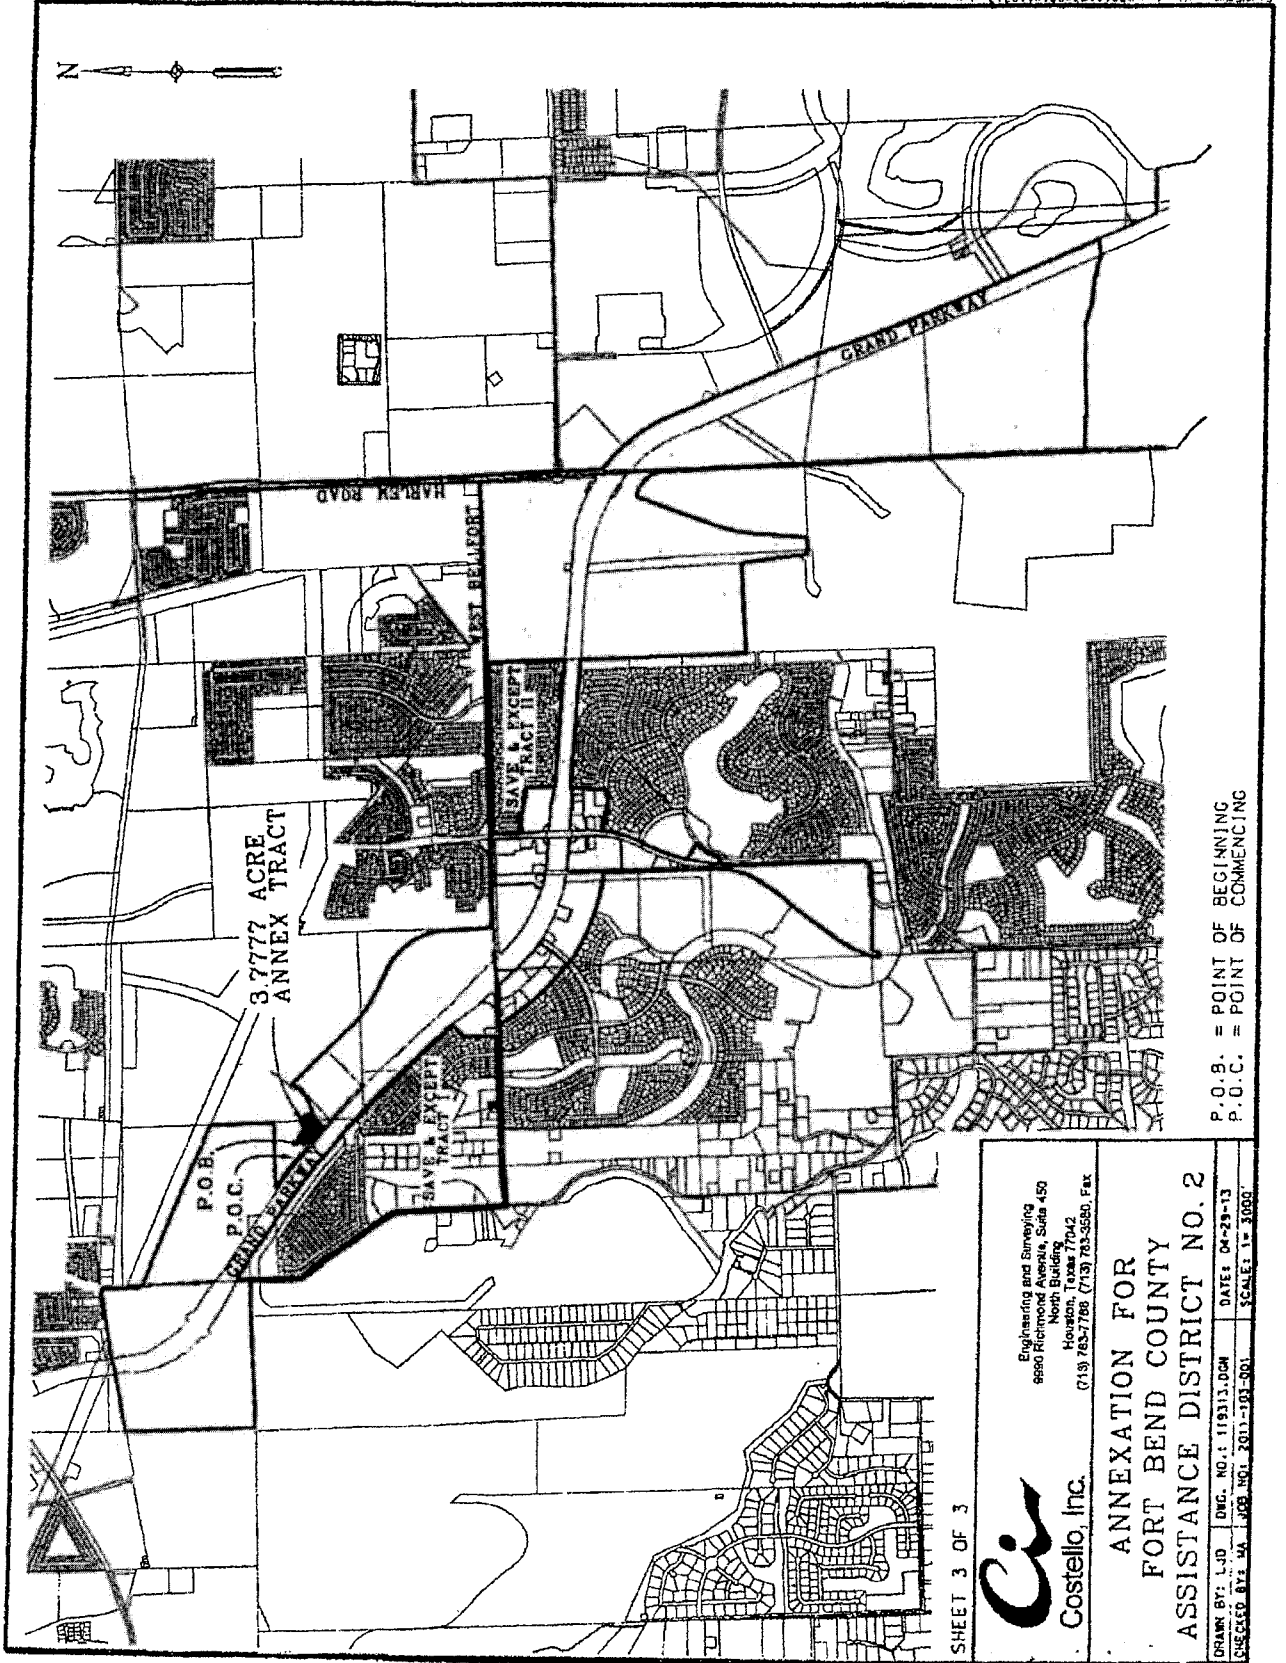 N
3.7777 ACRE
ANNEX TRACT
P.O.B.
P.O.C.
GRAND PARKWAY
SAVE & EXCEPT
TRACT I
SAVE & EXCEPT
TRACT II
WEST BELLFORT
HARLEM ROAD
GRAND PARKWAY
P.O.B. = POINT OF BEGINNING
P.O.C. = POINT OF COMMENCING
SHEET 3 OF 3
Ci
Costello, Inc.
Engineering and Surveying
9990 Richmond Avenue, Suite 450
North Building
Houston, Texas 77042
(713) 783-7788 (713) 783-3580, Fax
ANNEXATION FOR
FORT BEND COUNTY
ASSISTANCE DISTRICT NO. 2
DRAWN BY: LJD DWG. NO.: 119313.DGN DATE: 04-29-13
CHECKED BY: MA JOB NO: 2011-103-001 SCALE: 1"= 3000'